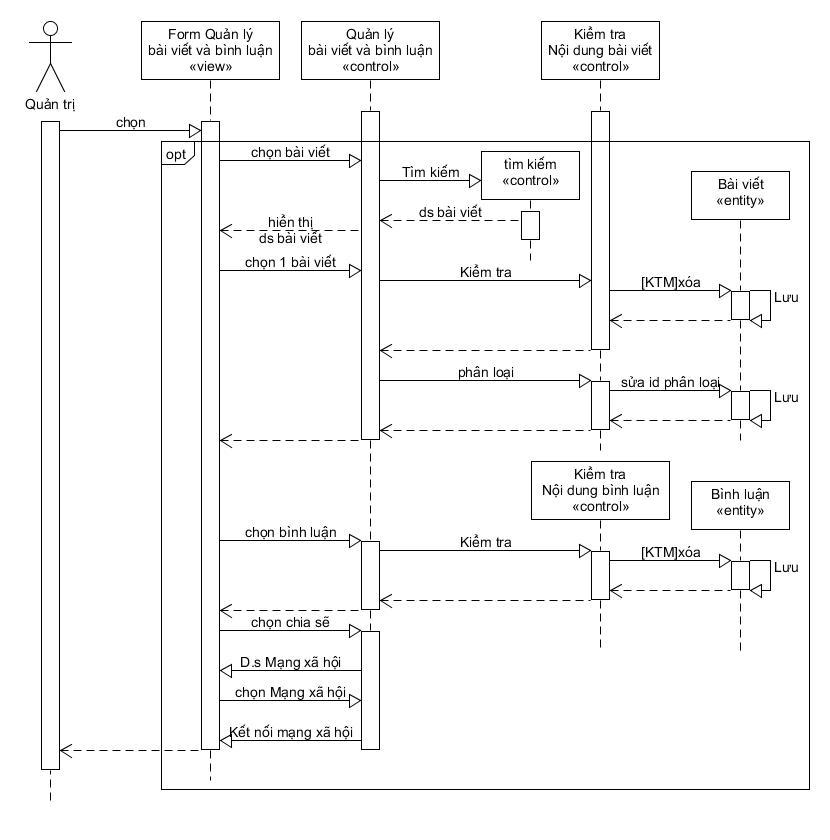 Form Quản lý
bài viết và bình luận
«view»
Quản lý
bài viết và bình luận
«control»
Kiểm tra
Nội dung bài viết
«control»
Quản trị
chọn
opt
chọn bài viết
Tìm kiếm
tìm kiếm
«control»
Bài viết
«entity»
ds bài viết
hiển thị
ds bài viết
chọn 1 bài viết
Kiểm tra
[KTM]xóa
Lưu
phân loại
sửa id phân loại
Lưu
Kiểm tra
Nội dung bình luận
«control»
Bình luận
«entity»
chọn bình luận
Kiểm tra
[KTM]xóa
Lưu
chọn chia sẽ
D.s Mạng xã hội
chọn Mạng xã hội
Kết nối mạng xã hội